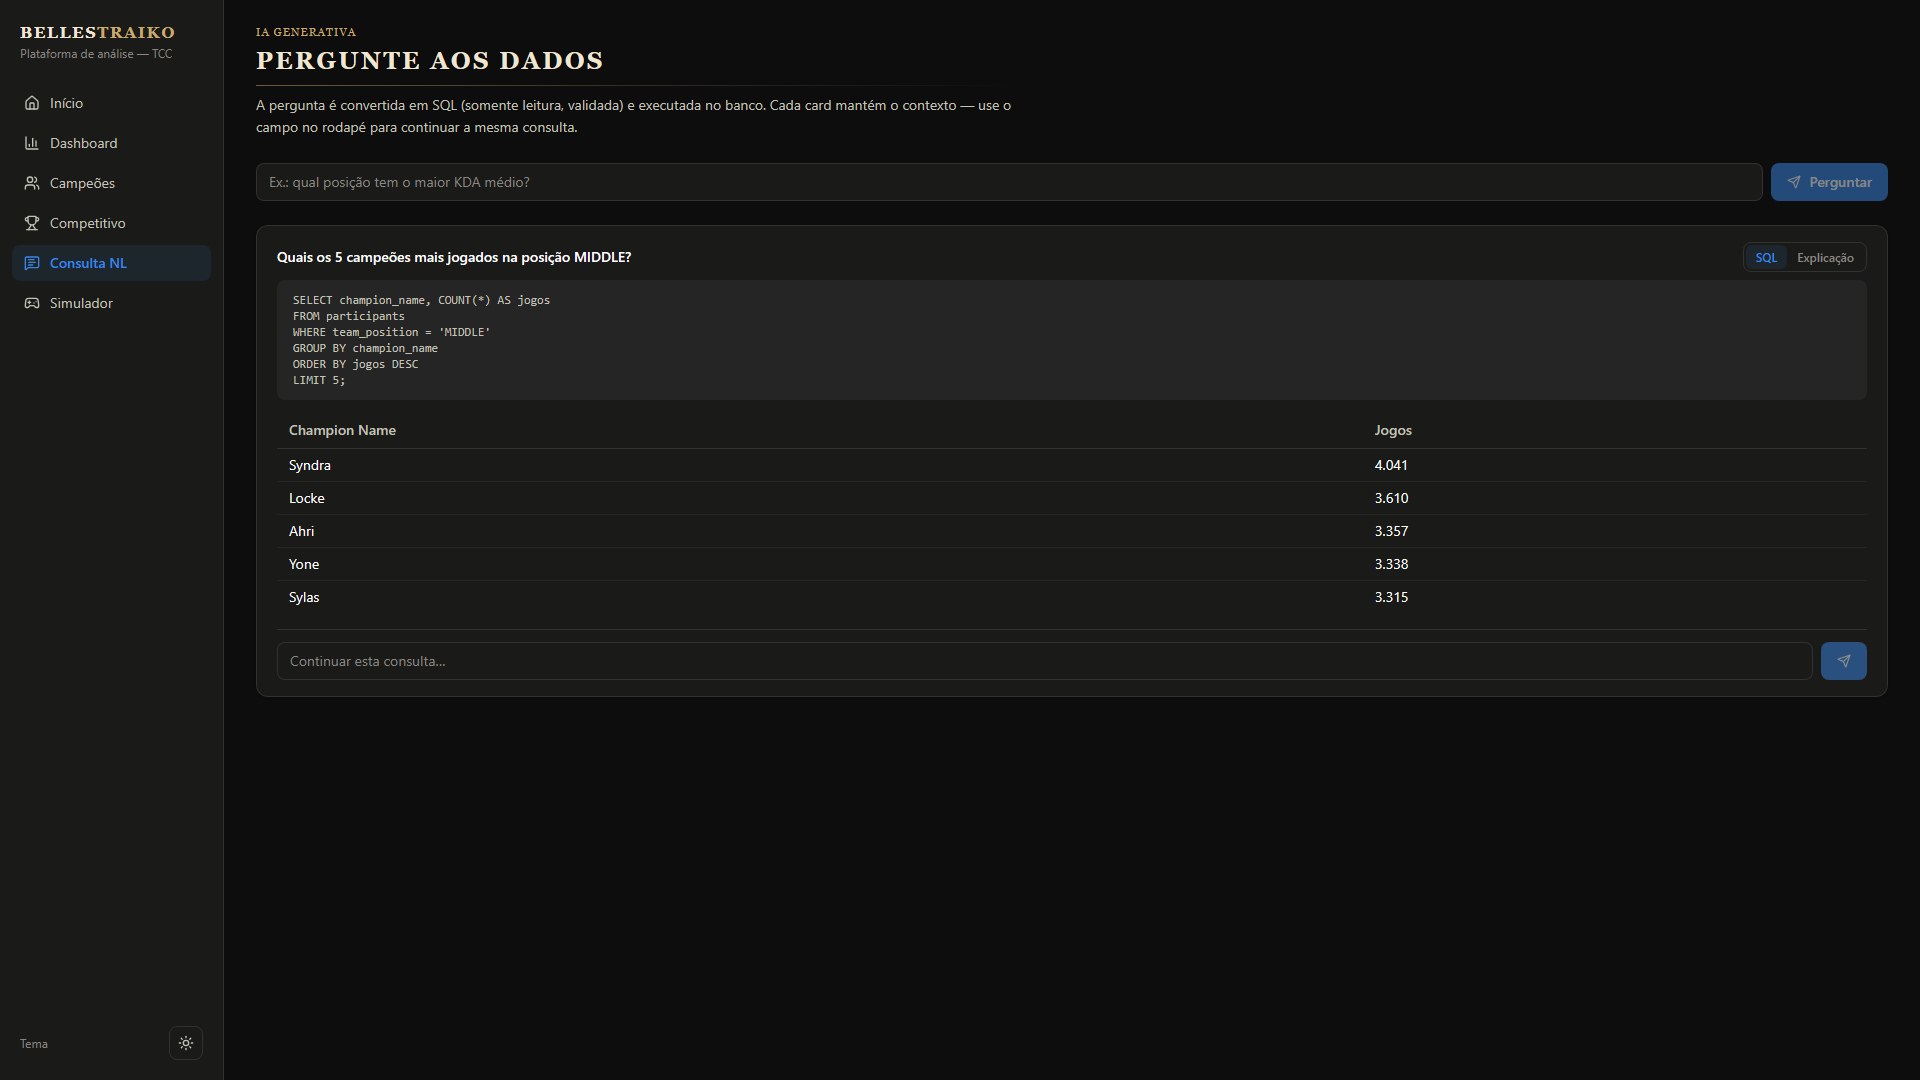 BELLESTRAIKO
Plataforma de análise — TCC
Início
Dashboard
Campeões
Competitivo
Consulta NL
Simulador
Tema
IA GENERATIVA
PERGUNTE AOS DADOS
A pergunta é convertida em SQL (somente leitura, validada) e executada no banco. Cada card mantém o contexto — use o
campo no rodapé para continuar a mesma consulta.
Ex.: qual posição tem o maior KDA médio?
Perguntar
Quais os 5 campeões mais jogados na posição MIDDLE?
SQL Explicação
SELECT champion_name, COUNT(*) AS jogos
FROM participants
WHERE team_position = 'MIDDLE'
GROUP BY champion_name
ORDER BY jogos DESC
LIMIT 5;
Champion Name Jogos
Syndra 4.041
Locke 3.610
Ahri 3.357
Yone 3.338
Sylas 3.315
Continuar esta consulta...